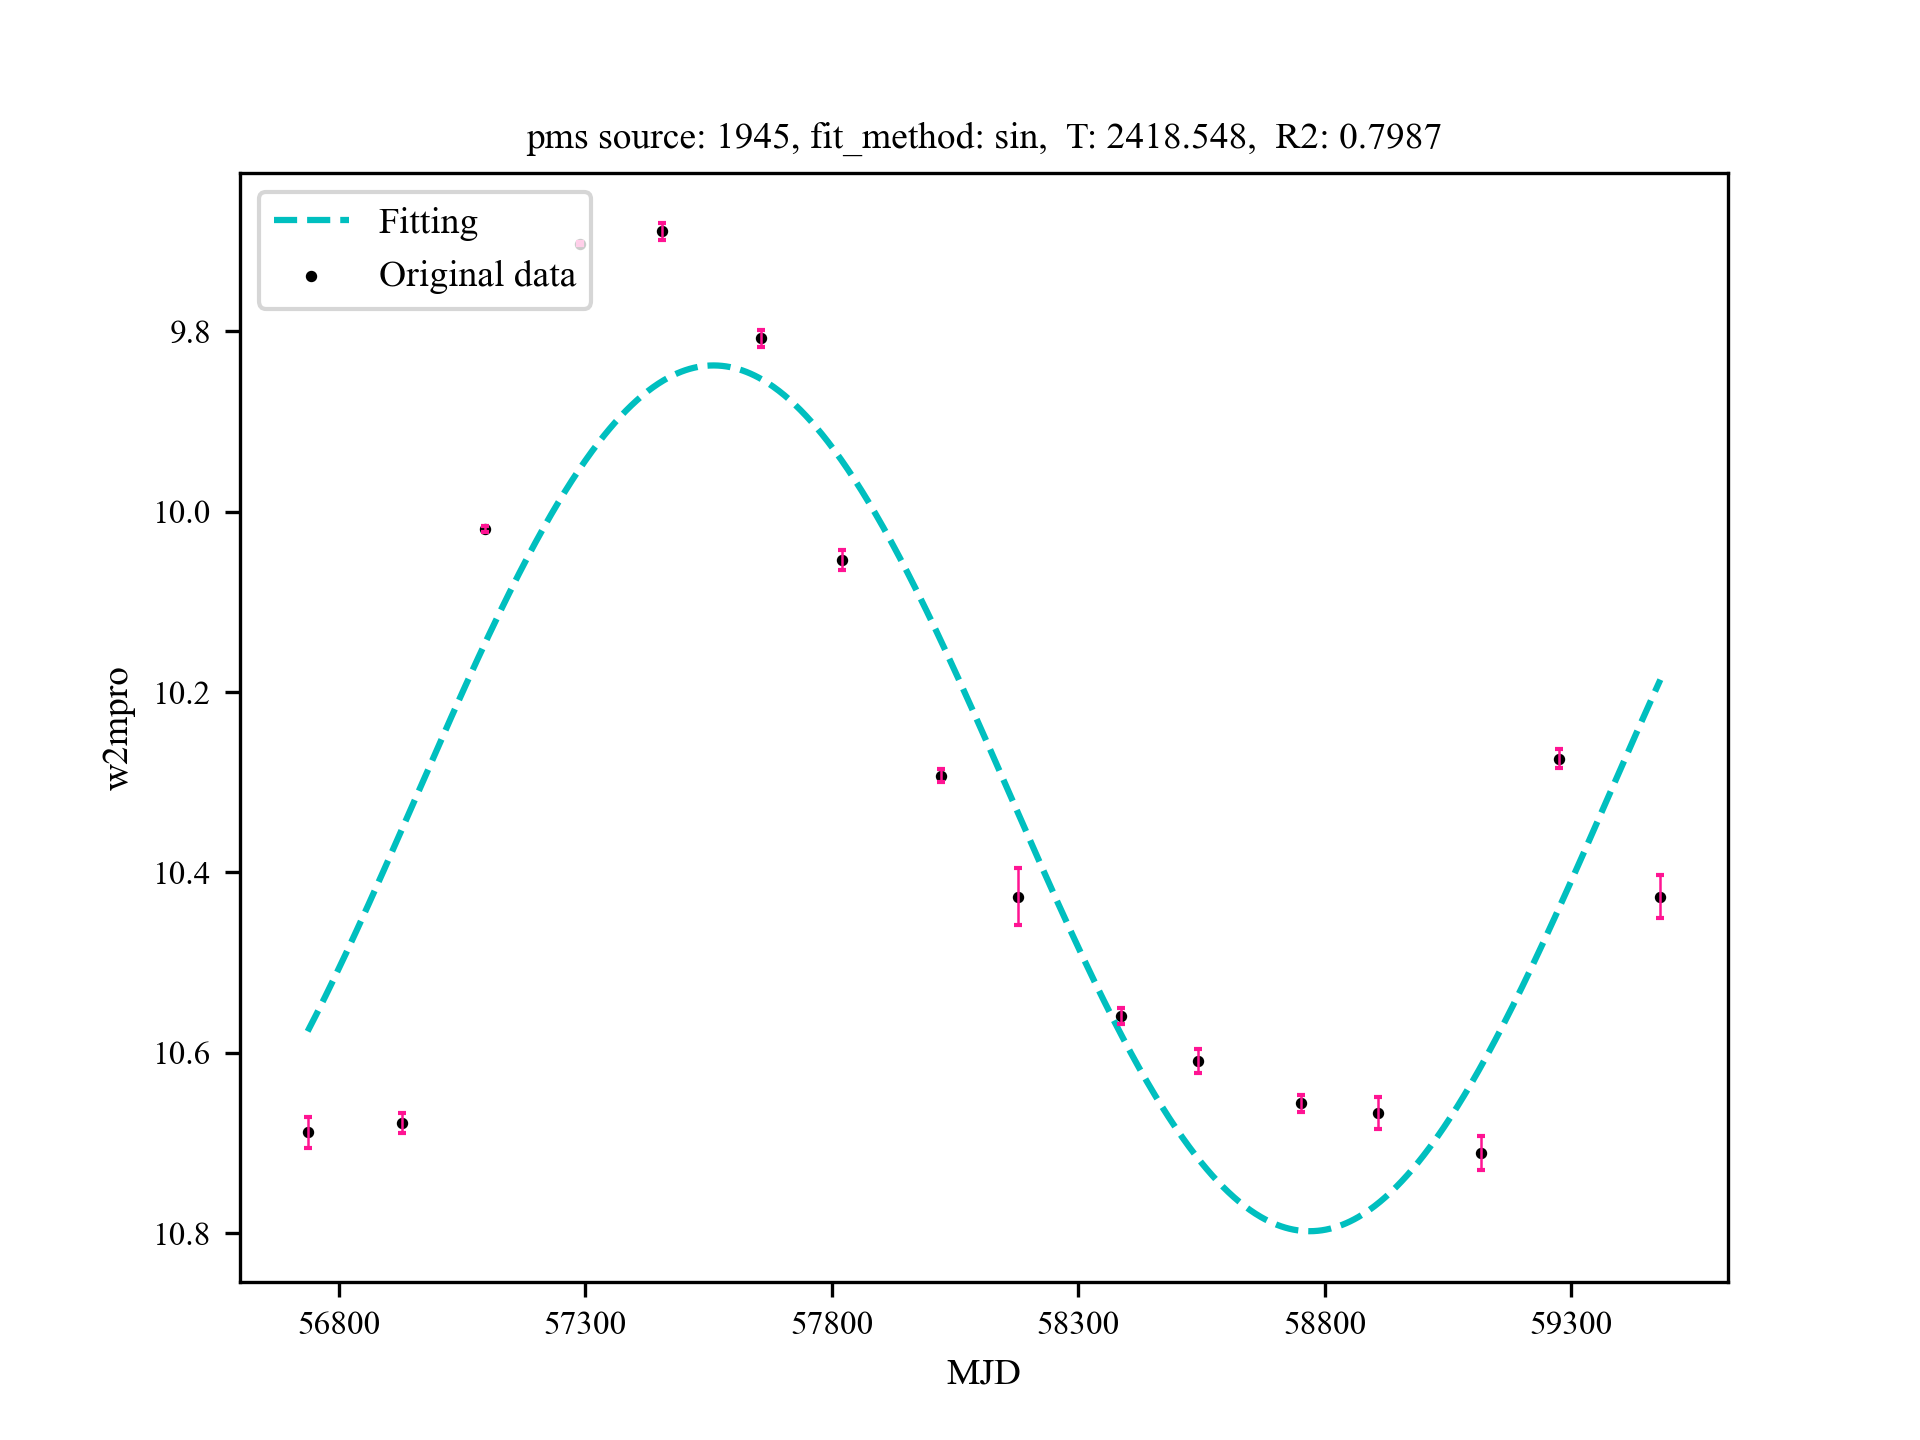 pms source: 1945, fit_method: sin,  T: 2418.548,  R2: 0.7987
Fitting
Original data
9.8
10.0
10.2
10.4
10.6
10.8
w2mpro
56800
57300
57800
58300
58800
59300
MJD